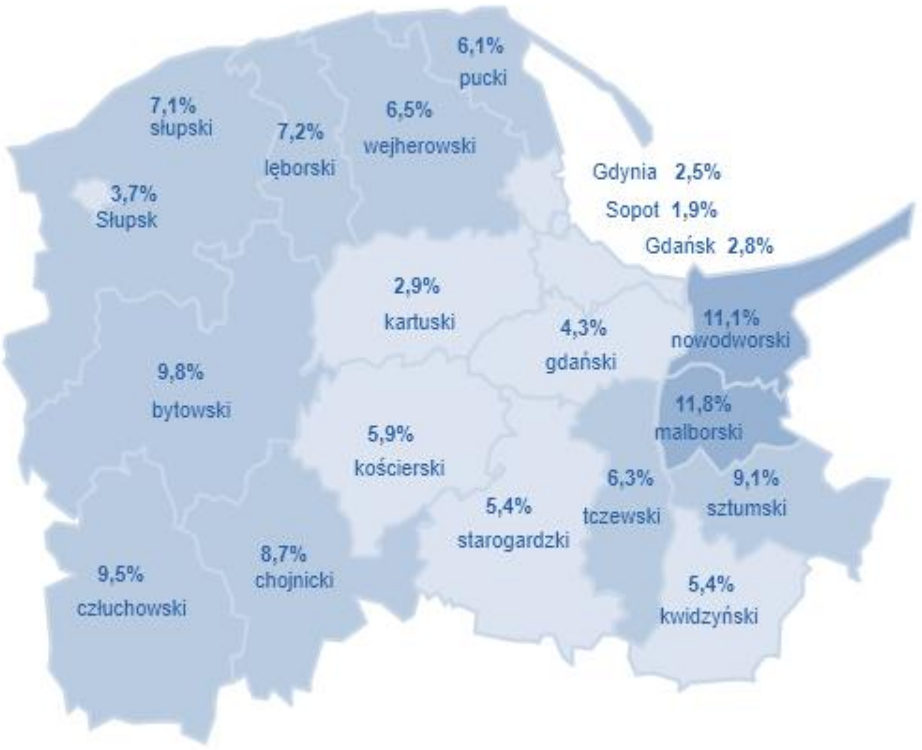 6,1%
pucki
7,1%
słupski
6,5%
wejherowski
7,2%
lęborski
Gdynia 2,5%
3,7%
Słupsk
Sopot 1,9%
Gdańsk 2,8%
2,9%
kartuski
11,1%
nowodworski
4,3%
gdański
9,8%
bytowski
11,8%
malborski
5,9%
kościerski
6,3%
tczewski
9,1%
sztumski
5,4%
starogardzki
8,7%
chojnicki
9,5%
człuchowski
5,4%
kwidzyński